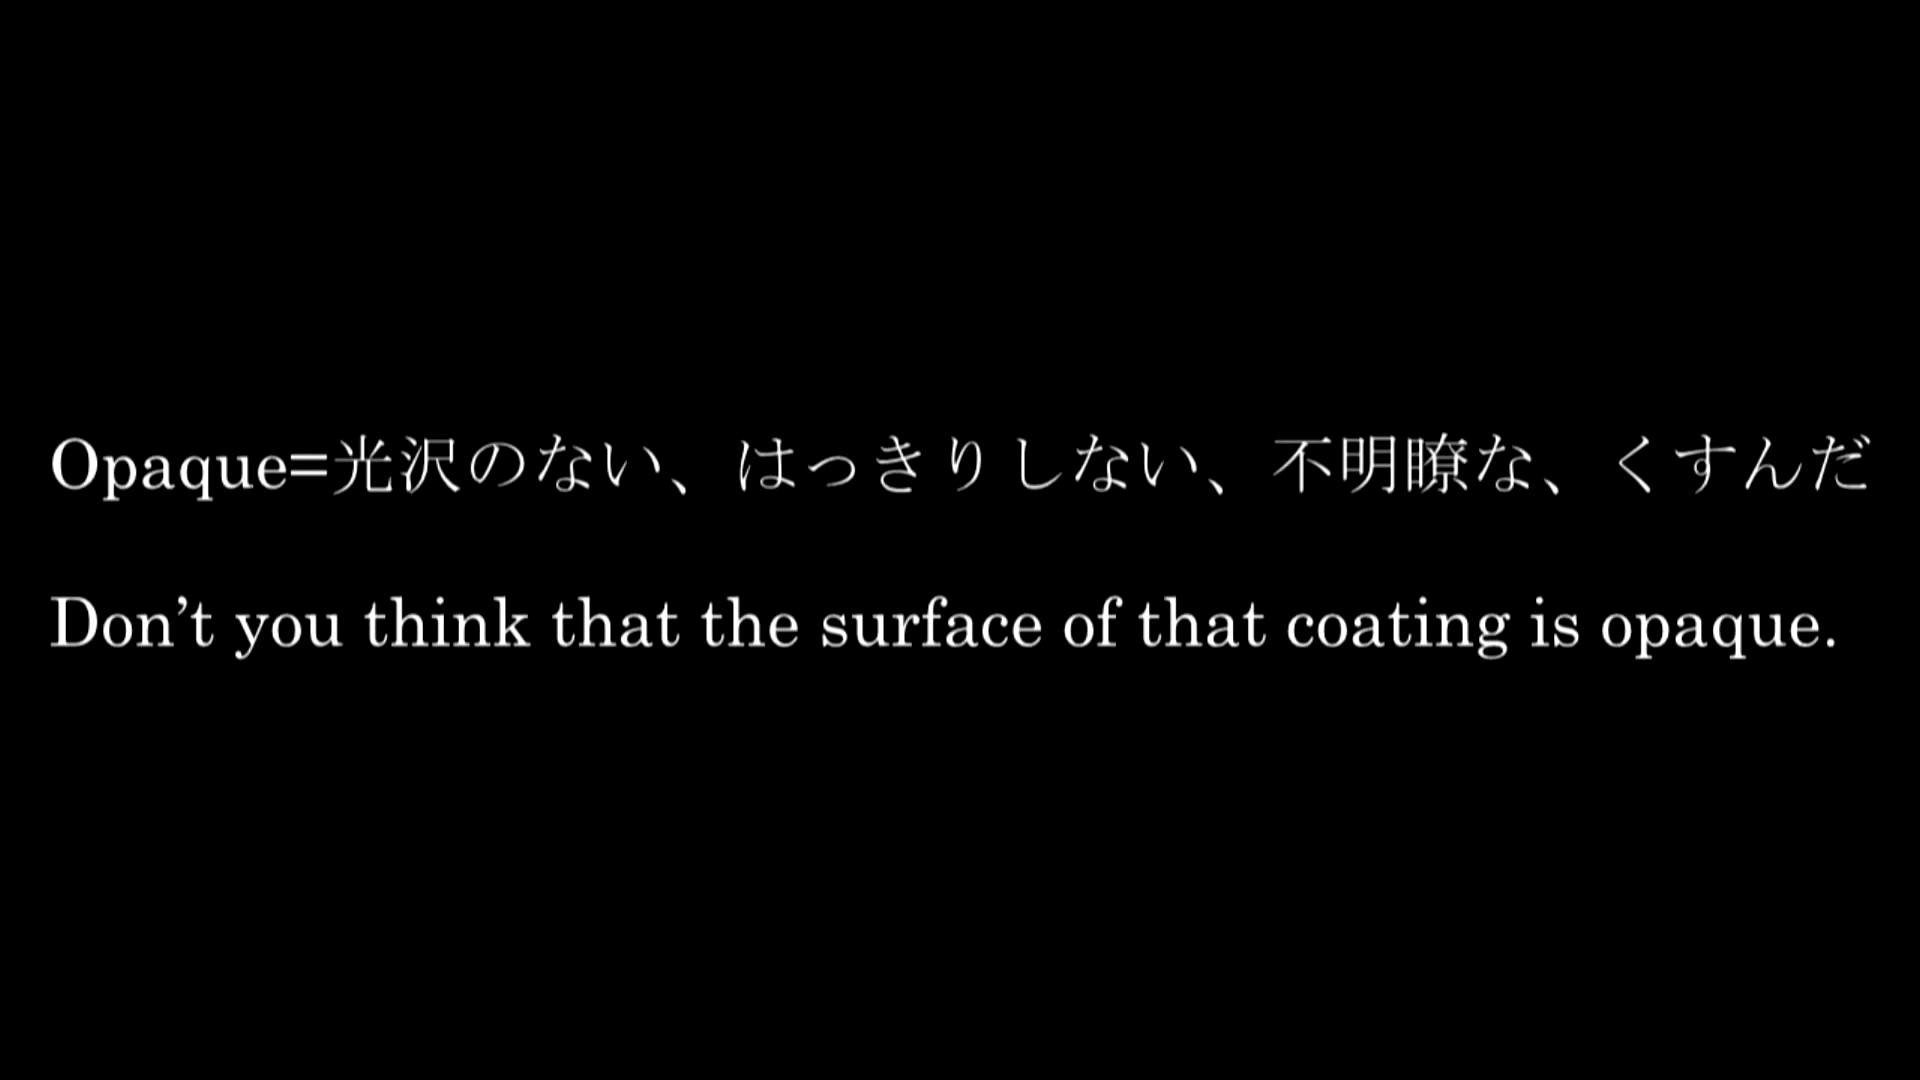 Opaque=光沢のない、はっきりしない、不明瞭な、くすんだ
Don’t you think that the surface of that coating is opaque.